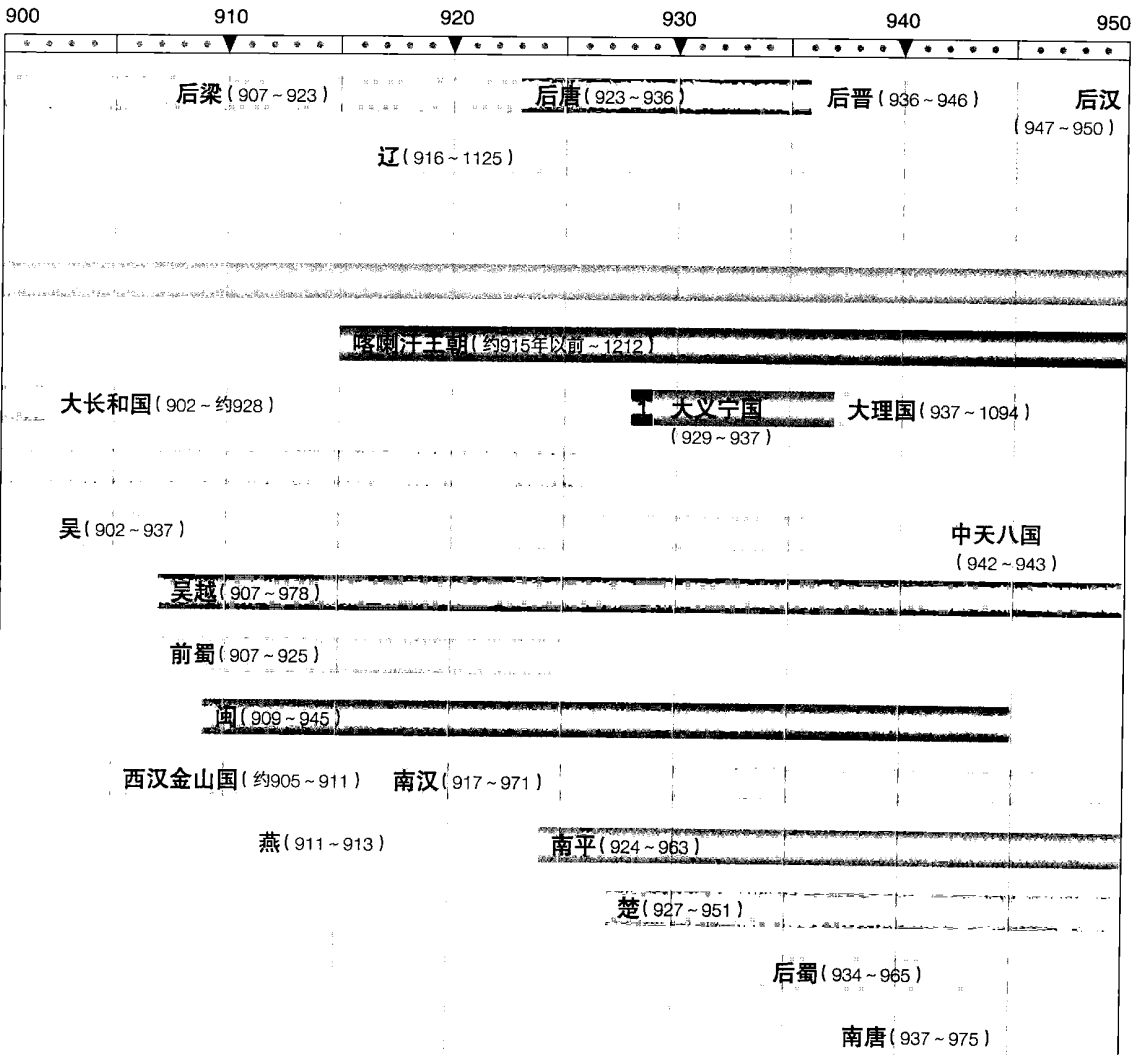 900 910 920 930 940 950
后梁(907~923) 后唐(923~936) 后晋(936~946) 后汉
(947~950)
辽(916~1125)
喀喇汗王朝(约915年以前~1212)
大长和国(902~约928) 1 大义宁国 大理国(937~1094)
(929~937)
吴(902~937) 中天八国
(942~943)
吴越(907~978)
前蜀(907~925)
闽(909~945)
西汉金山国(约905~911) 南汉(917~971)
燕(911~913) 南平(924~963)
楚(927~951)
后蜀(934~965)
南唐(937~975)